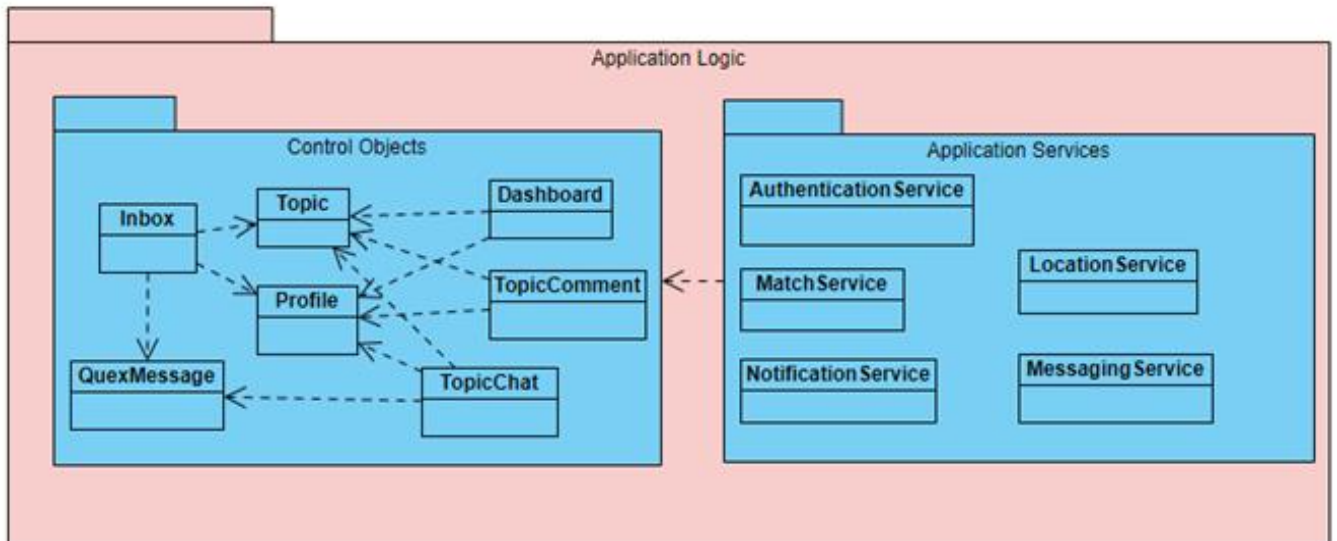 Application Logic
Control Objects
Inbox
Topic
Dashboard
Profile
TopicComment
QuexMessage
TopicChat
Application Services
AuthenticationService
MatchService
LocationService
NotificationService
MessagingService